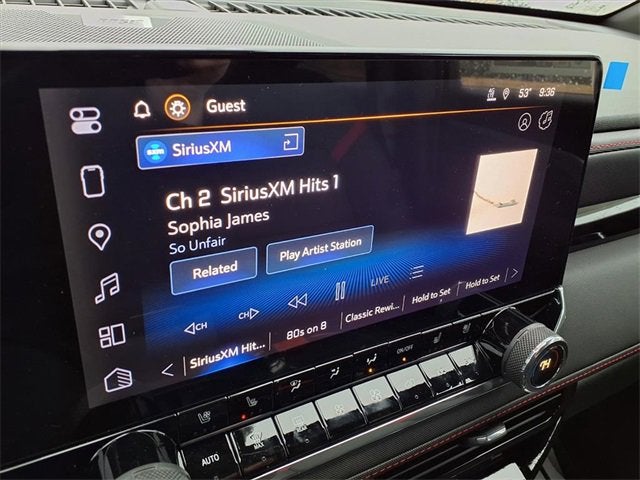 Guest
53° 9:36
SiriusXM
Ch 2 SiriusXM Hits 1
Sophia James
So Unfair
Related
Play Artist Station
CH
CH
LIVE
SiriusXM Hit...
80s on 8
Classic Rewi...
Hold to Set
Hold to Set
ON/OFF
AUTO
MAX